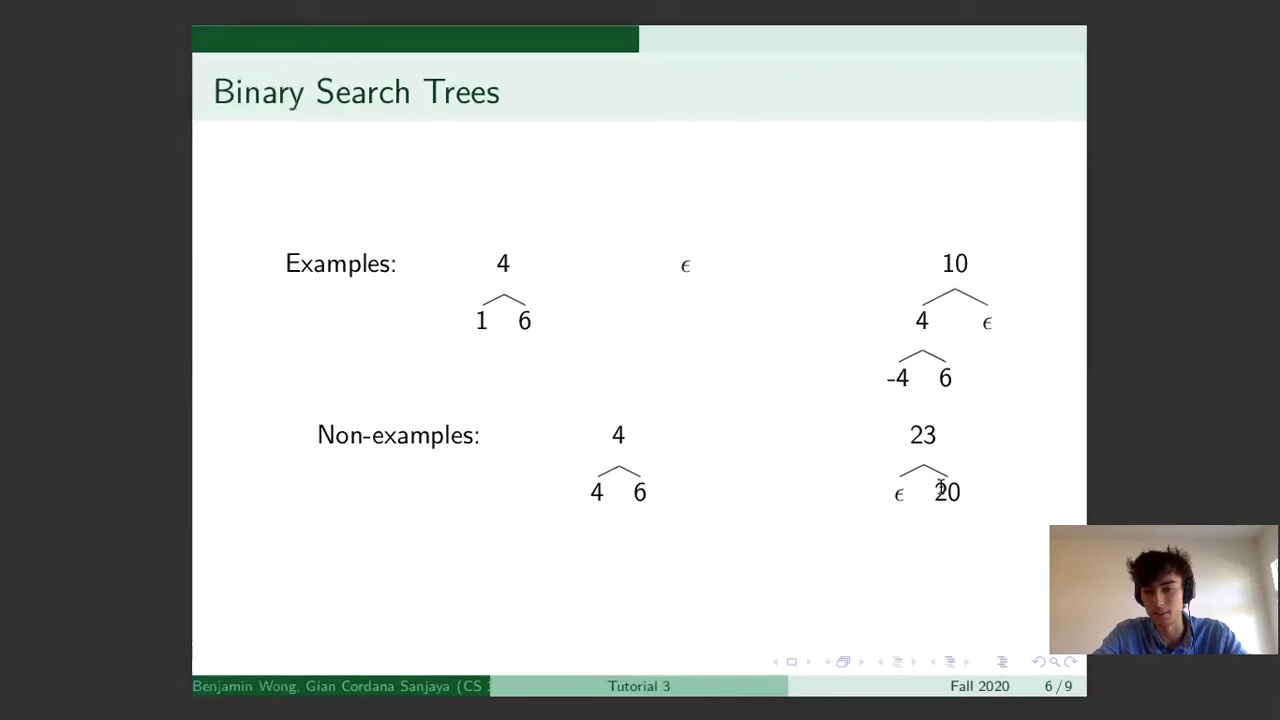 Binary Search Trees
Examples: 4 ϵ 10
1 6 4 ϵ
-4 6
Non-examples: 4 23
4 6 ϵ 20
Benjamin Wong, Gian Cordana Sanjaya (CS Tutorial 3 Fall 2020 6 / 9